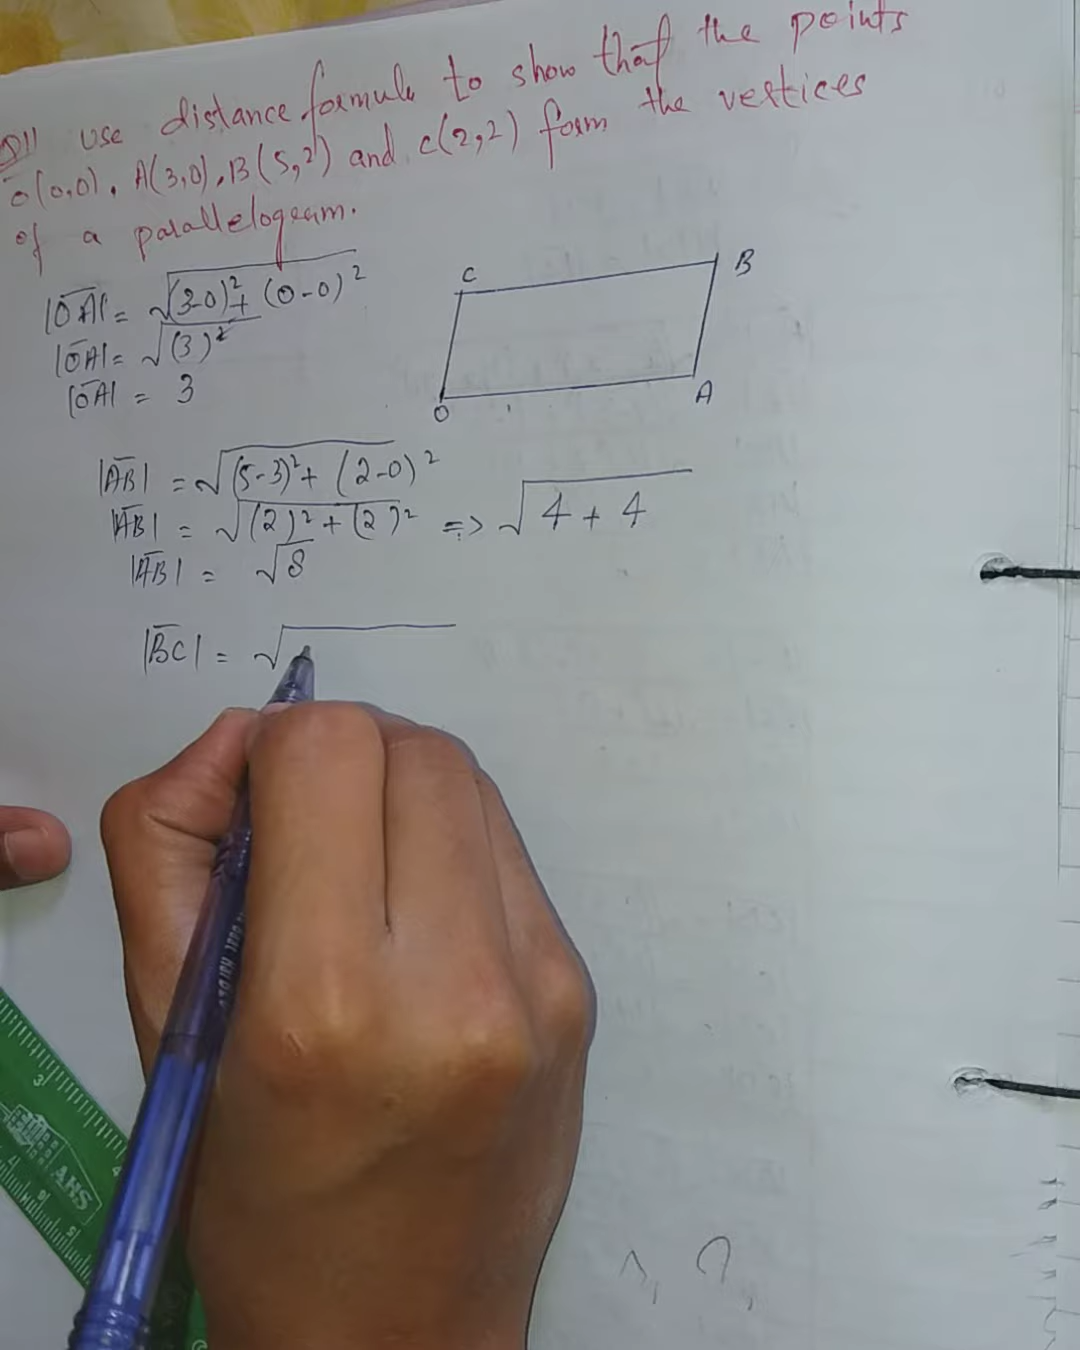 Q11 use distance formula to show that the points
O(0,0), A(3,0), B(5,2) and C(2,2) form the vertices
of a parallelogram.
|OA| = √(3-0)²+(0-0)²
|OA| = √(3)²
|OA| = 3
C
B
O
A
|AB| = √(5-3)²+(2-0)²
|AB| = √(2)²+(2)² => √4+4
|AB| = √8
|BC| = √